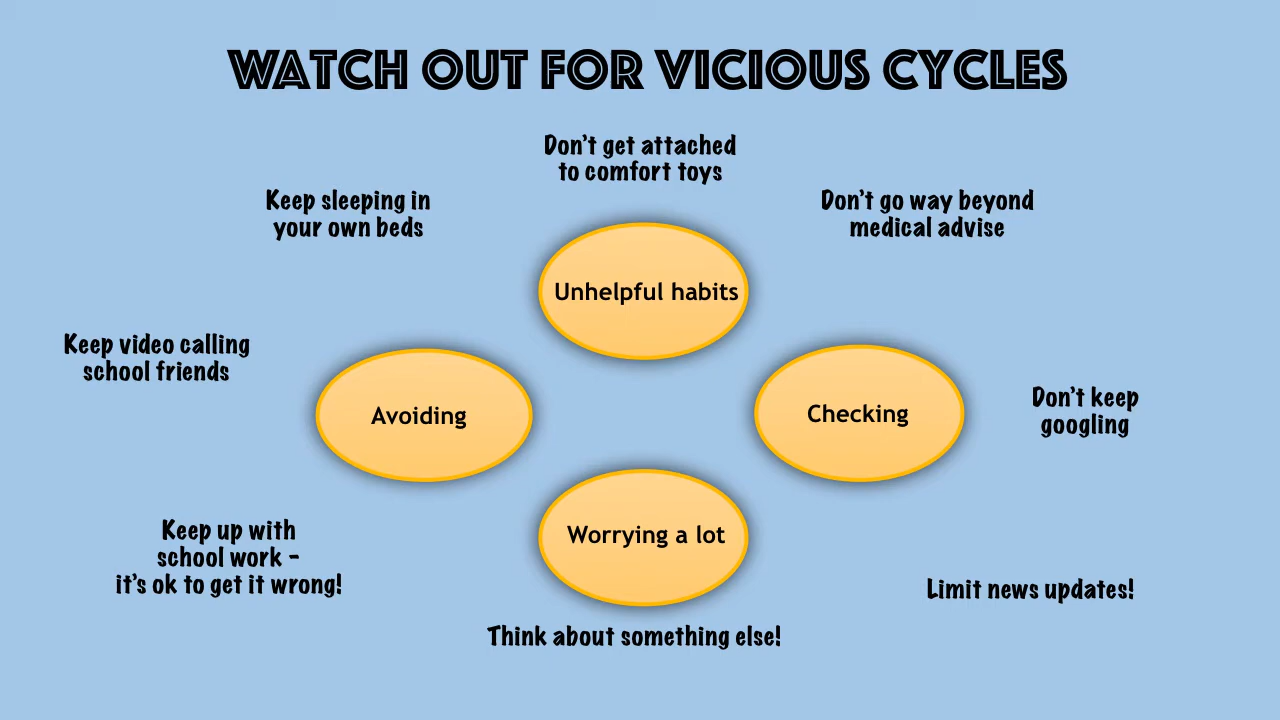 WATCH OUT FOR VICIOUS CYCLES
Don't get attached
to comfort toys
Keep sleeping in
your own beds
Don't go way beyond
medical advise
Unhelpful habits
Keep video calling
school friends
Avoiding
Checking
Don't keep
googling
Worrying a lot
Keep up with
school work -
it's ok to get it wrong!
Limit news updates!
Think about something else!